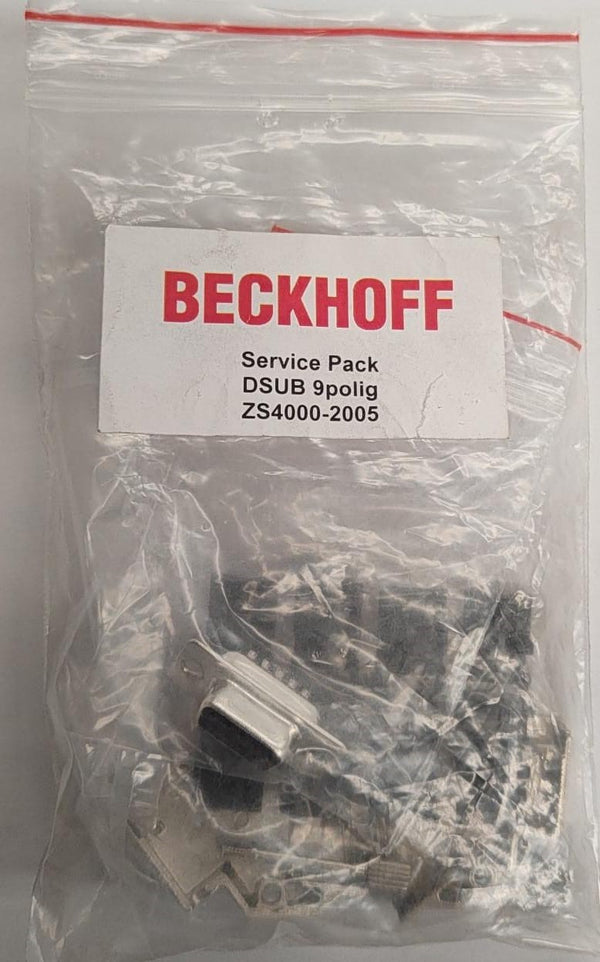 BECKHOFF
Service Pack
DSUB 9polig
ZS4000-2005